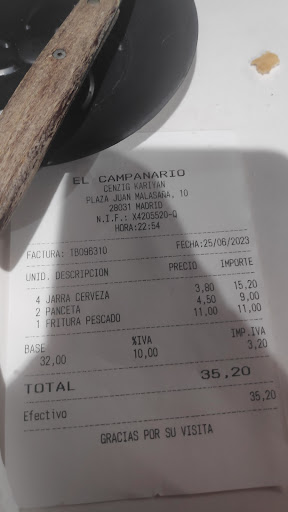 EL CAMPANARIO
CENZIG KARIYAN
PLAZA JUAN MALASAÑA, 10
28031 MADRID
N.I.F.: X4205520-Q
HORA:22:54
FACTURA: TB096310 FECHA:25/06/2023
UNID. DESCRIPCION PRECIO IMPORTE
4 JARRA CERVEZA 3,80 15,20
2 PANCETA 4,50 9,00
1 FRITURA PESCADO 11,00 11,00
BASE %IVA IMP.IVA
32,00 10,00 3,20
TOTAL 35,20
Efectivo 35,20
GRACIAS POR SU VISITA